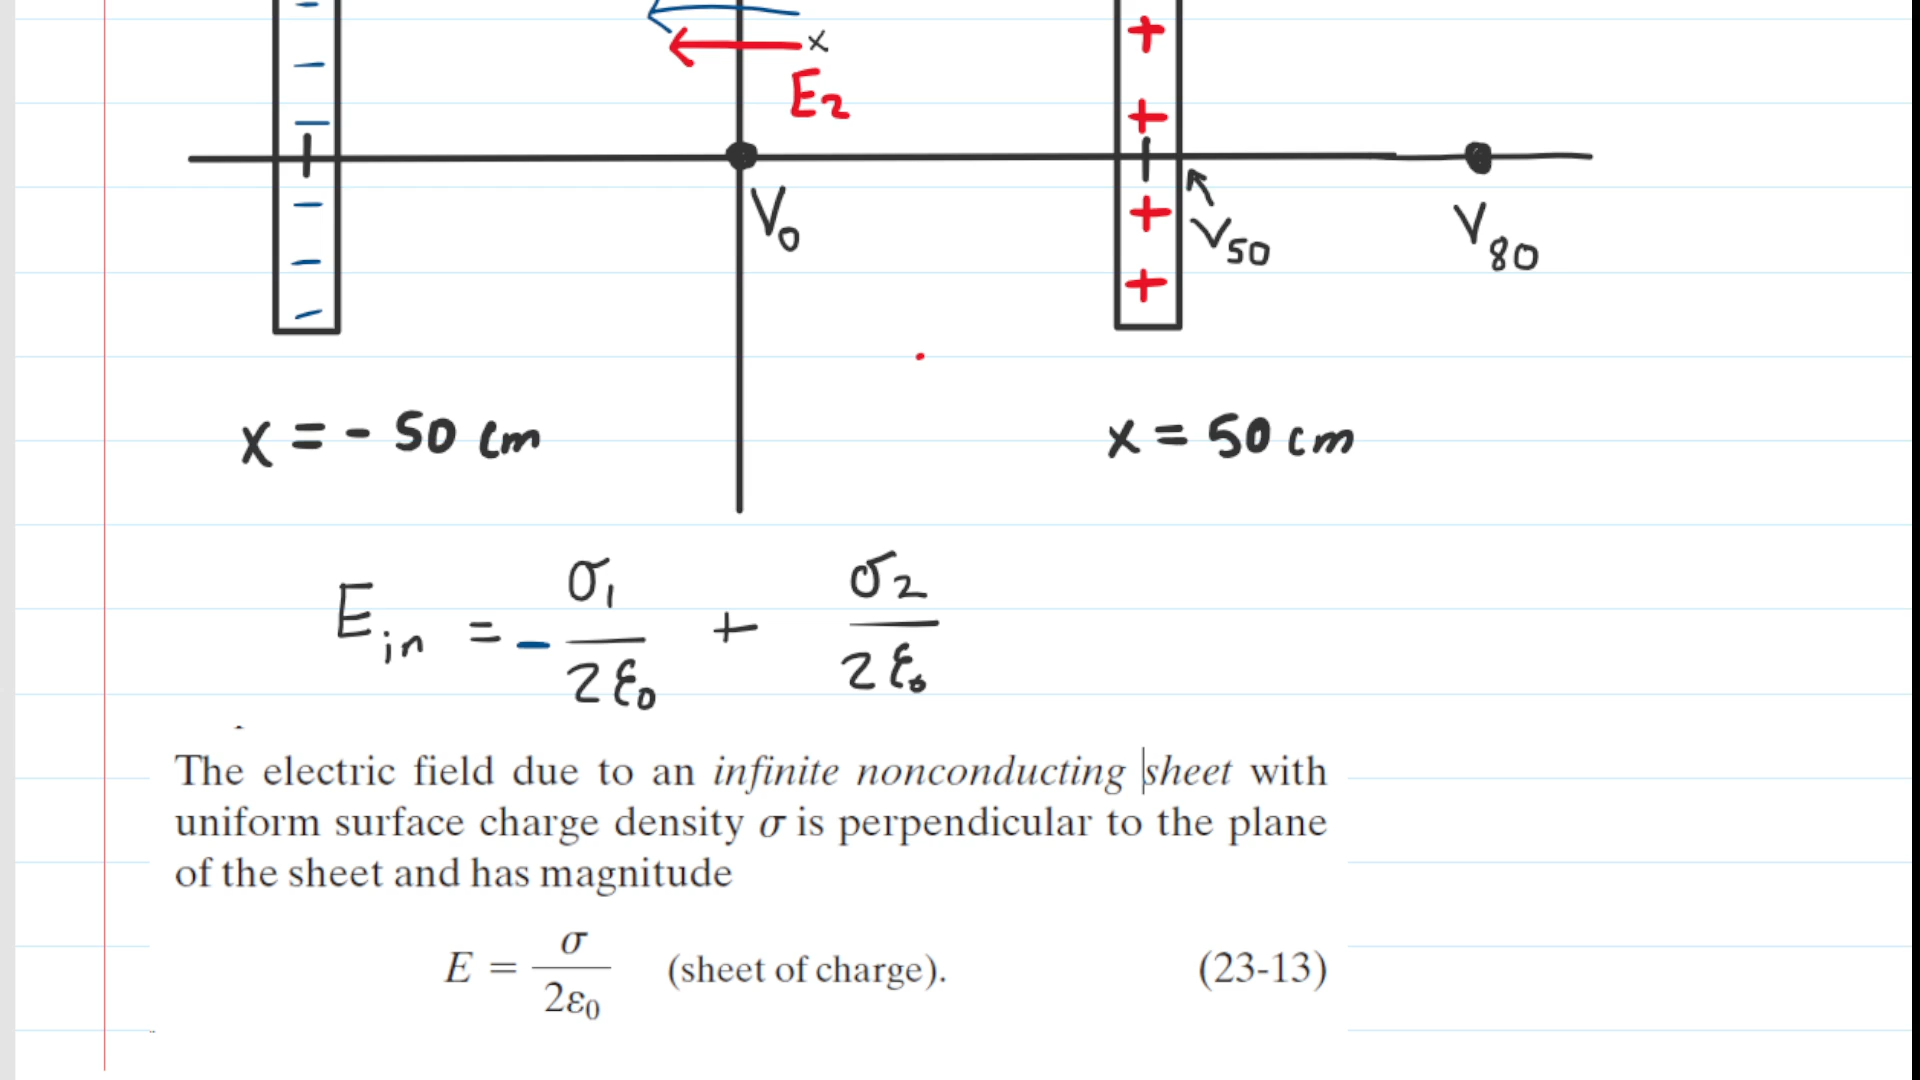 x
E2
V0
V50
V80
x = - 50 cm
x = 50 cm
Ein = - σ1/2ε0 + σ2/2ε0
The electric field due to an infinite nonconducting sheet with
uniform surface charge density σ is perpendicular to the plane
of the sheet and has magnitude
E = σ/2ε0 (sheet of charge). (23-13)